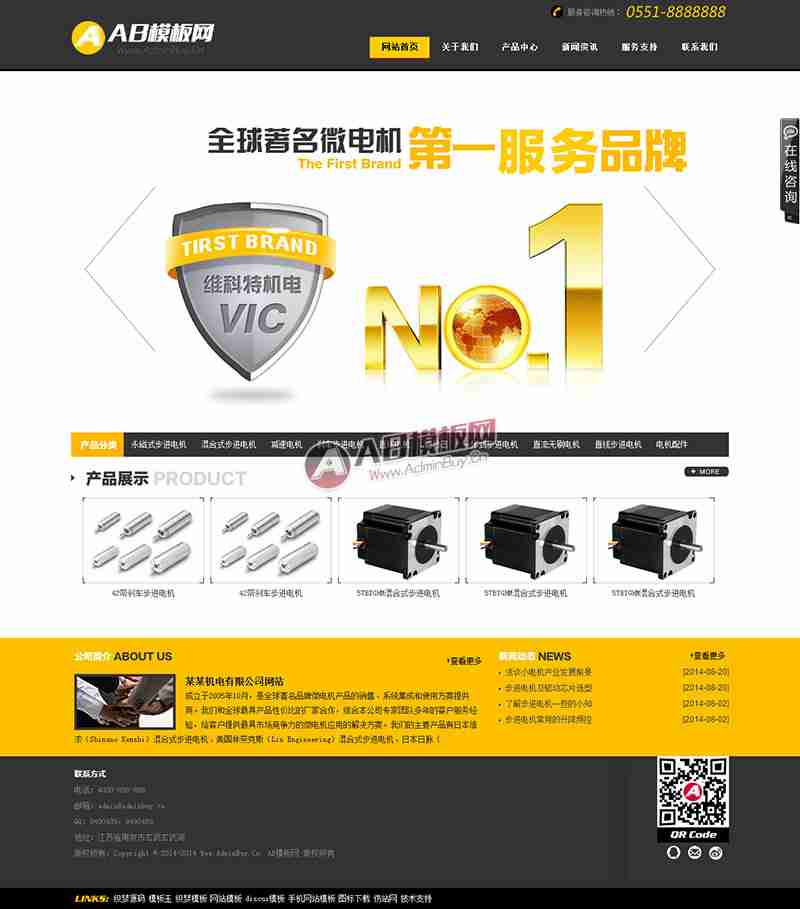 服务咨询热线： 0551-8888888
AB模板网
Www.AdminBuy.Cn
网站首页 关于我们 产品中心 新闻资讯 服务支持 联系我们
全球著名微电机 第一服务品牌
The First Brand
在线咨询
TIRST BRAND
维科特机电
VIC
NO.1
产品分类 永磁式步进电机 混合式步进电机 减速电机 步进电机 直流无刷电机 直线步进电机 电机配件
AB模板网
Www.AdminBuy.Cn
产品展示 PRODUCT
+ MORE
42带刹车步进电机 42带刹车步进电机 57BYGHM混合式步进电机 57BYGHM混合式步进电机 57BYGHM混合式步进电机
公司简介 ABOUT US
查看更多
某某机电有限公司网站
成立于2005年10月，是全球著名品牌微电机产品的销售、系统集成和使用方案提供
商。我们和全球最具产品性价比的厂家合作，结合本公司专家团队多年的客户服务经
验，给客户提供最具市场竞争力的微电机应用的解决方案。我们的主要产品有日本信
浓（Shinano Kenshi）混合式步进电机，美国林恩克斯（Lin Engineering）混合式步进电机，日本日脉（
新闻动态 NEWS
查看更多
浅谈小电机产业发展前景 [2014-08-20]
步进电机及驱动芯片选型 [2014-08-20]
了解步进电机一些的小知 [2014-08-02]
步进电机常用的升降频控 [2014-08-02]
联系方式
电话：
邮箱：admin@adminbuy.cn
QQ：
地址：江苏省南京市玄武区玄武湖
版权所有：Copyright © 2014-2014 Www.AdminBuy.Cn AB模板网 版权所有
QR Code
LINKS: 织梦源码 模板王 织梦模板 网站模板 discuz模板 手机网站模板 图标下载 仿站网 技术支持